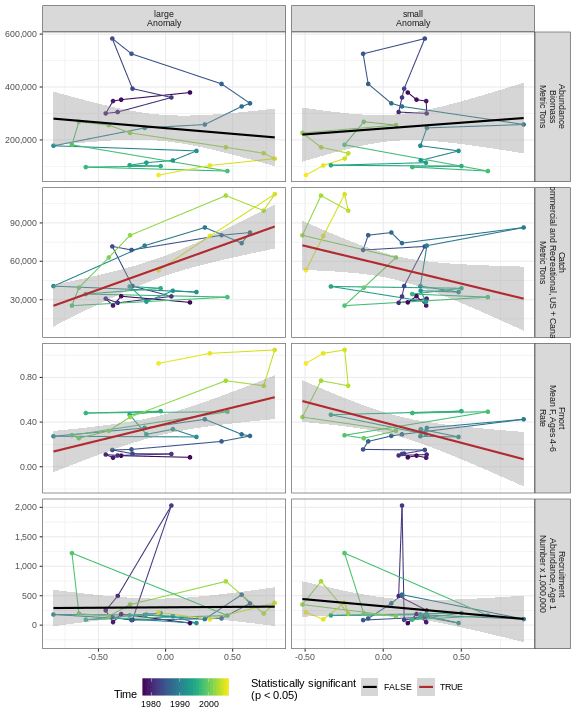 large
Anomaly
small
Anomaly
600,000
400,000
200,000
Abundance
Biomass
Metric Tons
90,000
60,000
30,000
Catch
ommercial and Recreational, US + Cana
Metric Tons
0.80
0.40
0.00
Fmort
Mean F, Ages 4-6
Rate
2,000
1,500
1,000
500
0
Recruitment
Abundance, Age 1
Number x 1,000,000
-0.50 0.00 0.50
-0.50 0.00 0.50
Time
1980 1990 2000
Statistically significant
(p < 0.05)
FALSE
TRUE